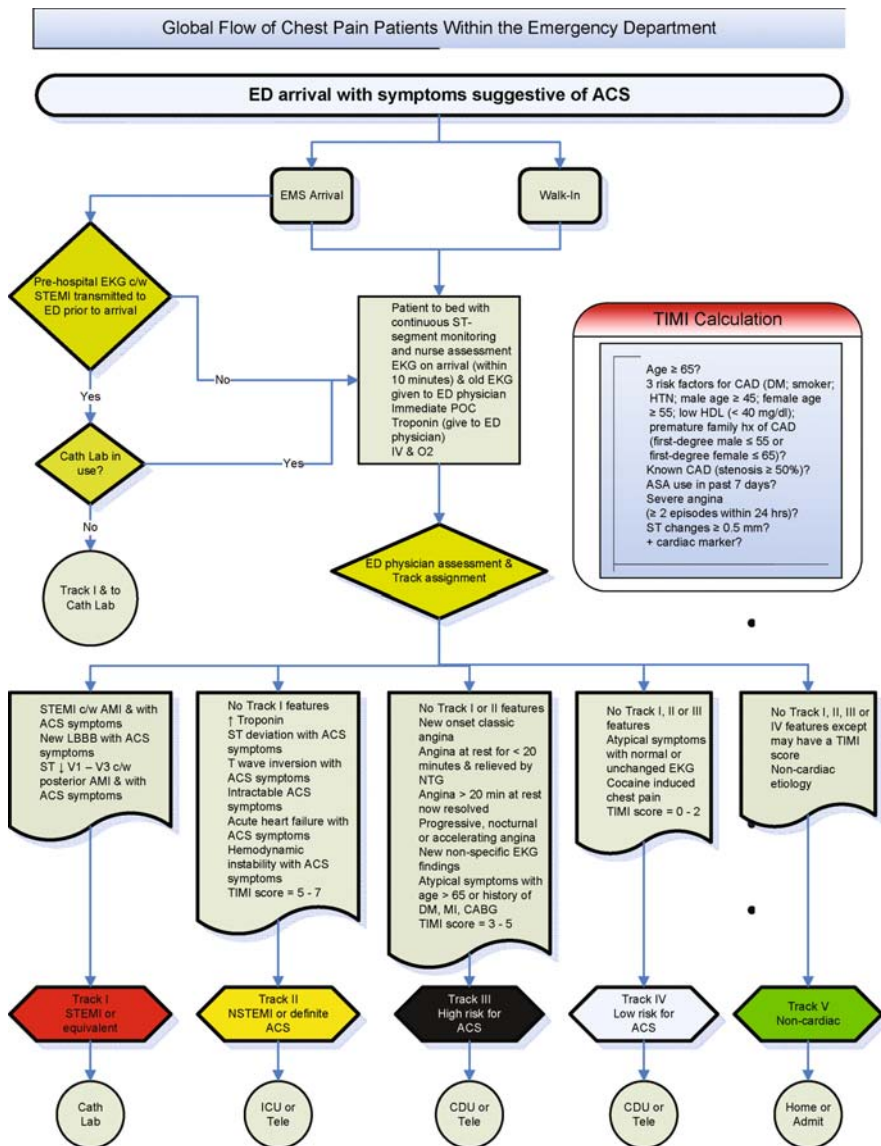 Global Flow of Chest Pain Patients Within the Emergency Department
ED arrival with symptoms suggestive of ACS
EMS Arrival
Walk-In
Pre-hospital EKG c/w
STEMI transmitted to
ED prior to arrival
No
Yes
Cath Lab in
use?
Yes
No
Track I & to
Cath Lab
Patient to bed with
continuous ST-
segment monitoring
and nurse assessment
EKG on arrival (within
10 minutes) & old EKG
given to ED physician
Immediate POC
Troponin (give to ED
physician)
IV & O2
TIMI Calculation
Age ≥ 65?
3 risk factors for CAD (DM; smoker;
HTN; male age ≥ 45; female age
≥ 55; low HDL (< 40 mg/dl);
premature family hx of CAD
(first-degree male ≤ 55 or
first-degree female ≤ 65)?
Known CAD (stenosis ≥ 50%)?
ASA use in past 7 days?
Severe angina
(≥ 2 episodes within 24 hrs)?
ST changes ≥ 0.5 mm?
+ cardiac marker?
ED physician assessment &
Track assignment
STEMI c/w AMI & with
ACS symptoms
New LBBB with ACS
symptoms
ST ↓ V1 – V3 c/w
posterior AMI & with
ACS symptoms
No Track I features
↑ Troponin
ST deviation with ACS
symptoms
T wave inversion with
ACS symptoms
Intractable ACS
symptoms
Acute heart failure with
ACS symptoms
Hemodynamic
instability with ACS
symptoms
TIMI score = 5 - 7
No Track I or II features
New onset classic
angina
Angina at rest for < 20
minutes & relieved by
NTG
Angina > 20 min at rest
now resolved
Progressive, nocturnal
or accelerating angina
New non-specific EKG
findings
Atypical symptoms with
age > 65 or history of
DM, MI, CABG
TIMI score = 3 - 5
No Track I, II or III
features
Atypical symptoms
with normal or
unchanged EKG
Cocaine induced
chest pain
TIMI score = 0 - 2
No Track I, II, III or
IV features except
may have a TIMI
score
Non-cardiac
etiology
Track I
STEMI or
equivalent
Track II
NSTEMI or definite
ACS
Track III
High risk for
ACS
Track IV
Low risk for
ACS
Track V
Non-cardiac
Cath
Lab
ICU or
Tele
CDU or
Tele
CDU or
Tele
Home or
Admit